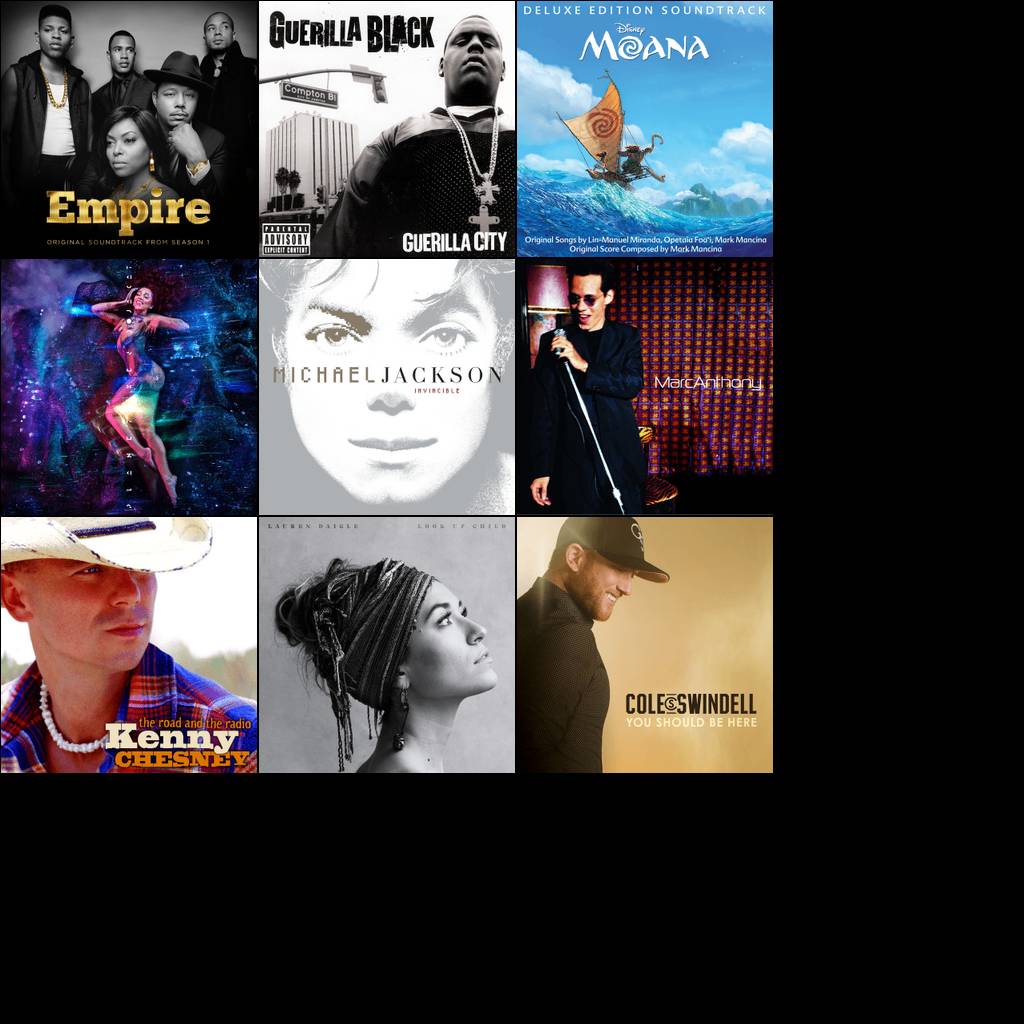 Empire
ORIGINAL SOUNDTRACK FROM SEASON 1
GUERILLA BLACK
Compton Bl
PARENTAL
ADVISORY
EXPLICIT CONTENT
GUERILLA CITY
DELUXE EDITION SOUNDTRACK
Disney
MOANA
Original Songs by Lin-Manuel Miranda, Opetaia Foa'i, Mark Mancina
Original Score Composed by Mark Mancina
MICHAEL JACKSON
INVINCIBLE
MarcAnthony
the road and the radio
Kenny
CHESNEY
LAUREN DAIGLE
LOOK UP CHILD
COLE SWINDELL
YOU SHOULD BE HERE